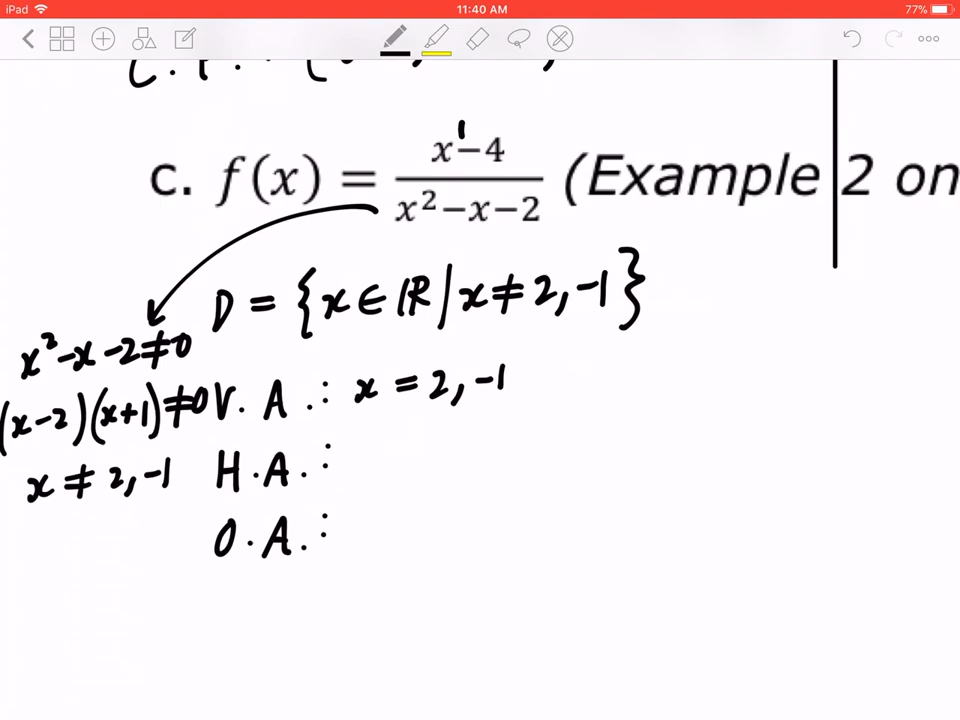 iPad 11:40 AM 77%
c. f(x) = (x¹−4)/(x²−x−2) (Example 2 on
D = {x ∈ ℝ | x ≠ 2, -1}
x² - x - 2 ≠ 0
(x-2)(x+1) ≠ 0
x ≠ 2, -1
V. A. : x = 2, -1
H. A. :
O. A. :